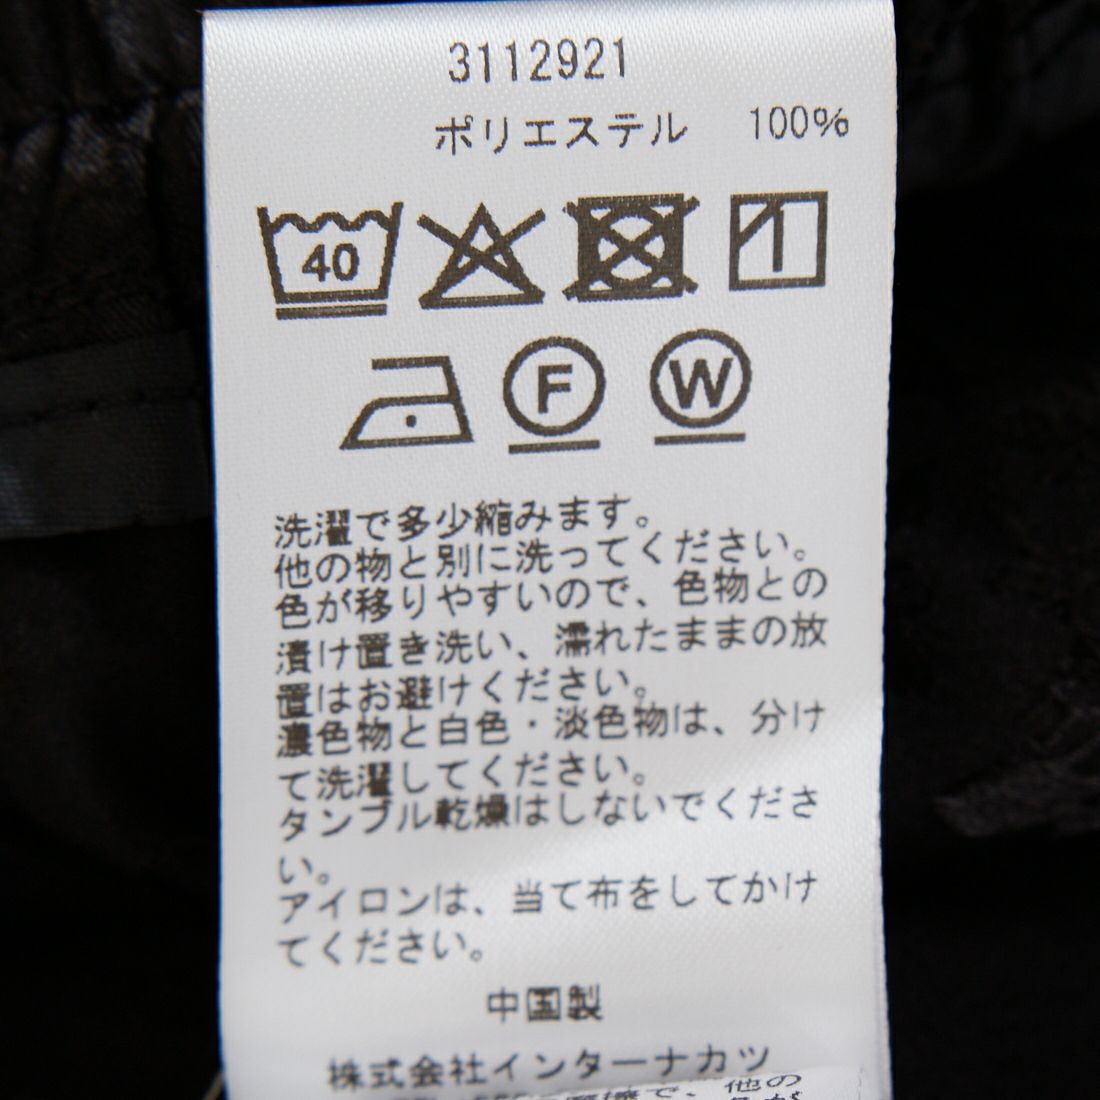 3112921
ポリエステル 100%
40
F W
洗濯で多少縮みます。
他の物と別に洗ってください。
色が移りやすいので、色物との
漬け置き洗い、濡れたままの放
置はお避けください。
濃色物と白色・淡色物は、分け
て洗濯してください。
タンブル乾燥はしないでくださ
い。
アイロンは、当て布をしてかけ
てください。
中国製
株式会社インターナカツ
で、他の